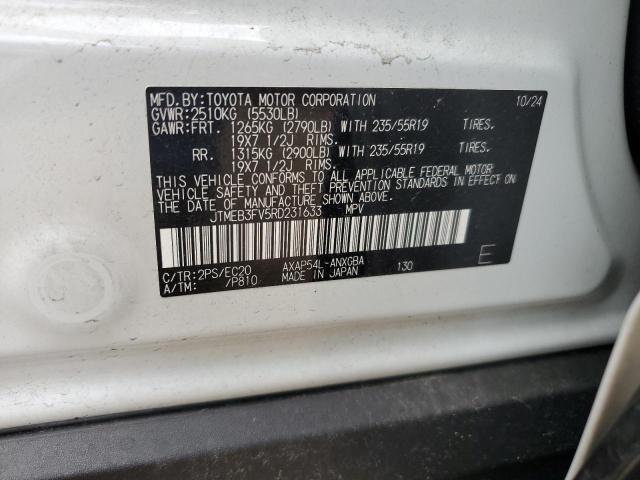 MFD.BY:TOYOTA MOTOR CORPORATION 10/24
GVWR:2510KG (5530LB)
GAWR:FRT. 1265KG (2790LB) WITH 235/55R19 TIRES.
19X7 1/2J RIMS.
RR. 1315KG (2900LB) WITH 235/55R19 TIRES.
19X7 1/2J RIMS.
THIS VEHICLE CONFORMS TO ALL APPLICABLE FEDERAL MOTOR
VEHICLE SAFETY AND THEFT PREVENTION STANDARDS IN EFFECT ON
THE DATE OF MANUFACTURE SHOWN ABOVE.
JTMEB3FV5RD231633 MPV
C/TR:2PS/EC20 AXAP54L-ANXGBA 130 E
A/TM: /P810 MADE IN JAPAN